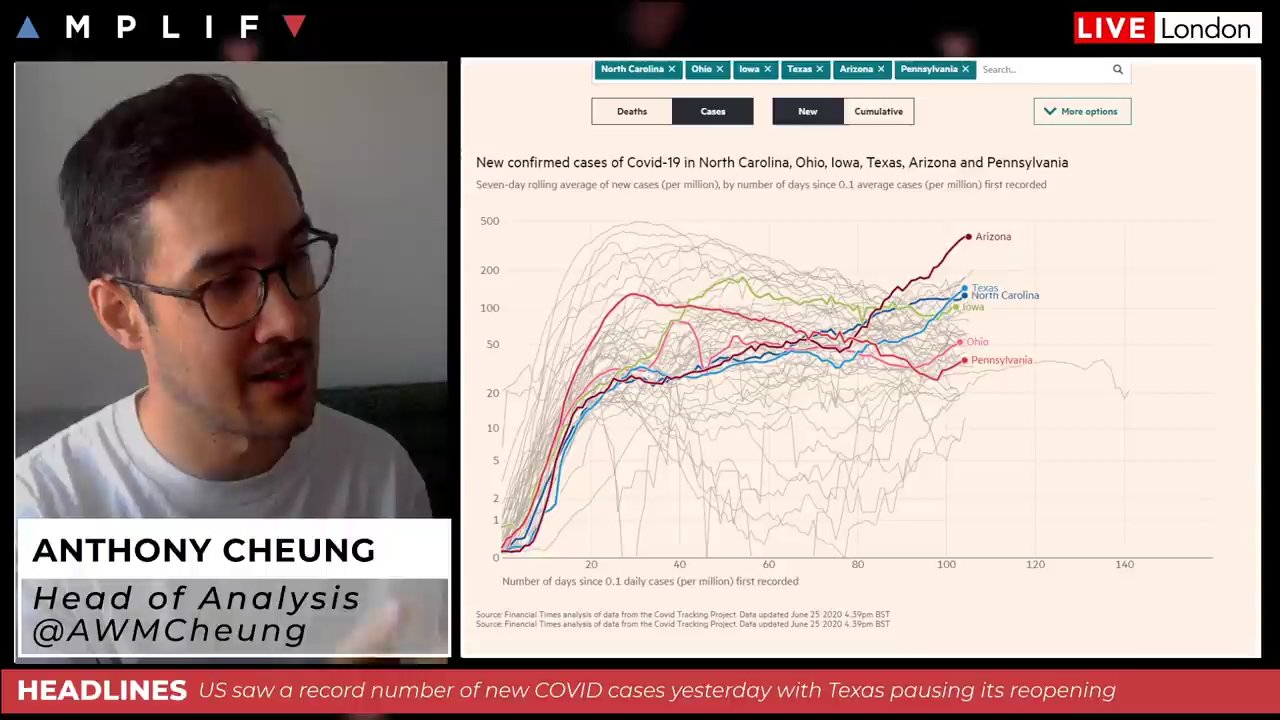 AMPLIFY
LIVE London
North Carolina ✕ Ohio ✕ Iowa ✕ Texas ✕ Arizona ✕ Pennsylvania ✕ Search...
Deaths Cases New Cumulative More options
New confirmed cases of Covid-19 in North Carolina, Ohio, Iowa, Texas, Arizona and Pennsylvania
Seven-day rolling average of new cases (per million), by number of days since 0.1 average cases (per million) first recorded
500
Arizona
200
Texas
North Carolina
100
Iowa
50
Ohio
Pennsylvania
20
10
5
2
1
0
20 40 60 80 100 120 140
Number of days since 0.1 daily cases (per million) first recorded
Source: Financial Times analysis of data from the Covid Tracking Project. Data updated June 25 2020 4.39pm BST
Source: Financial Times analysis of data from the Covid Tracking Project. Data updated June 25 2020 4.39pm BST
ANTHONY CHEUNG
Head of Analysis
@AWMCheung
HEADLINES US saw a record number of new COVID cases yesterday with Texas pausing its reopening